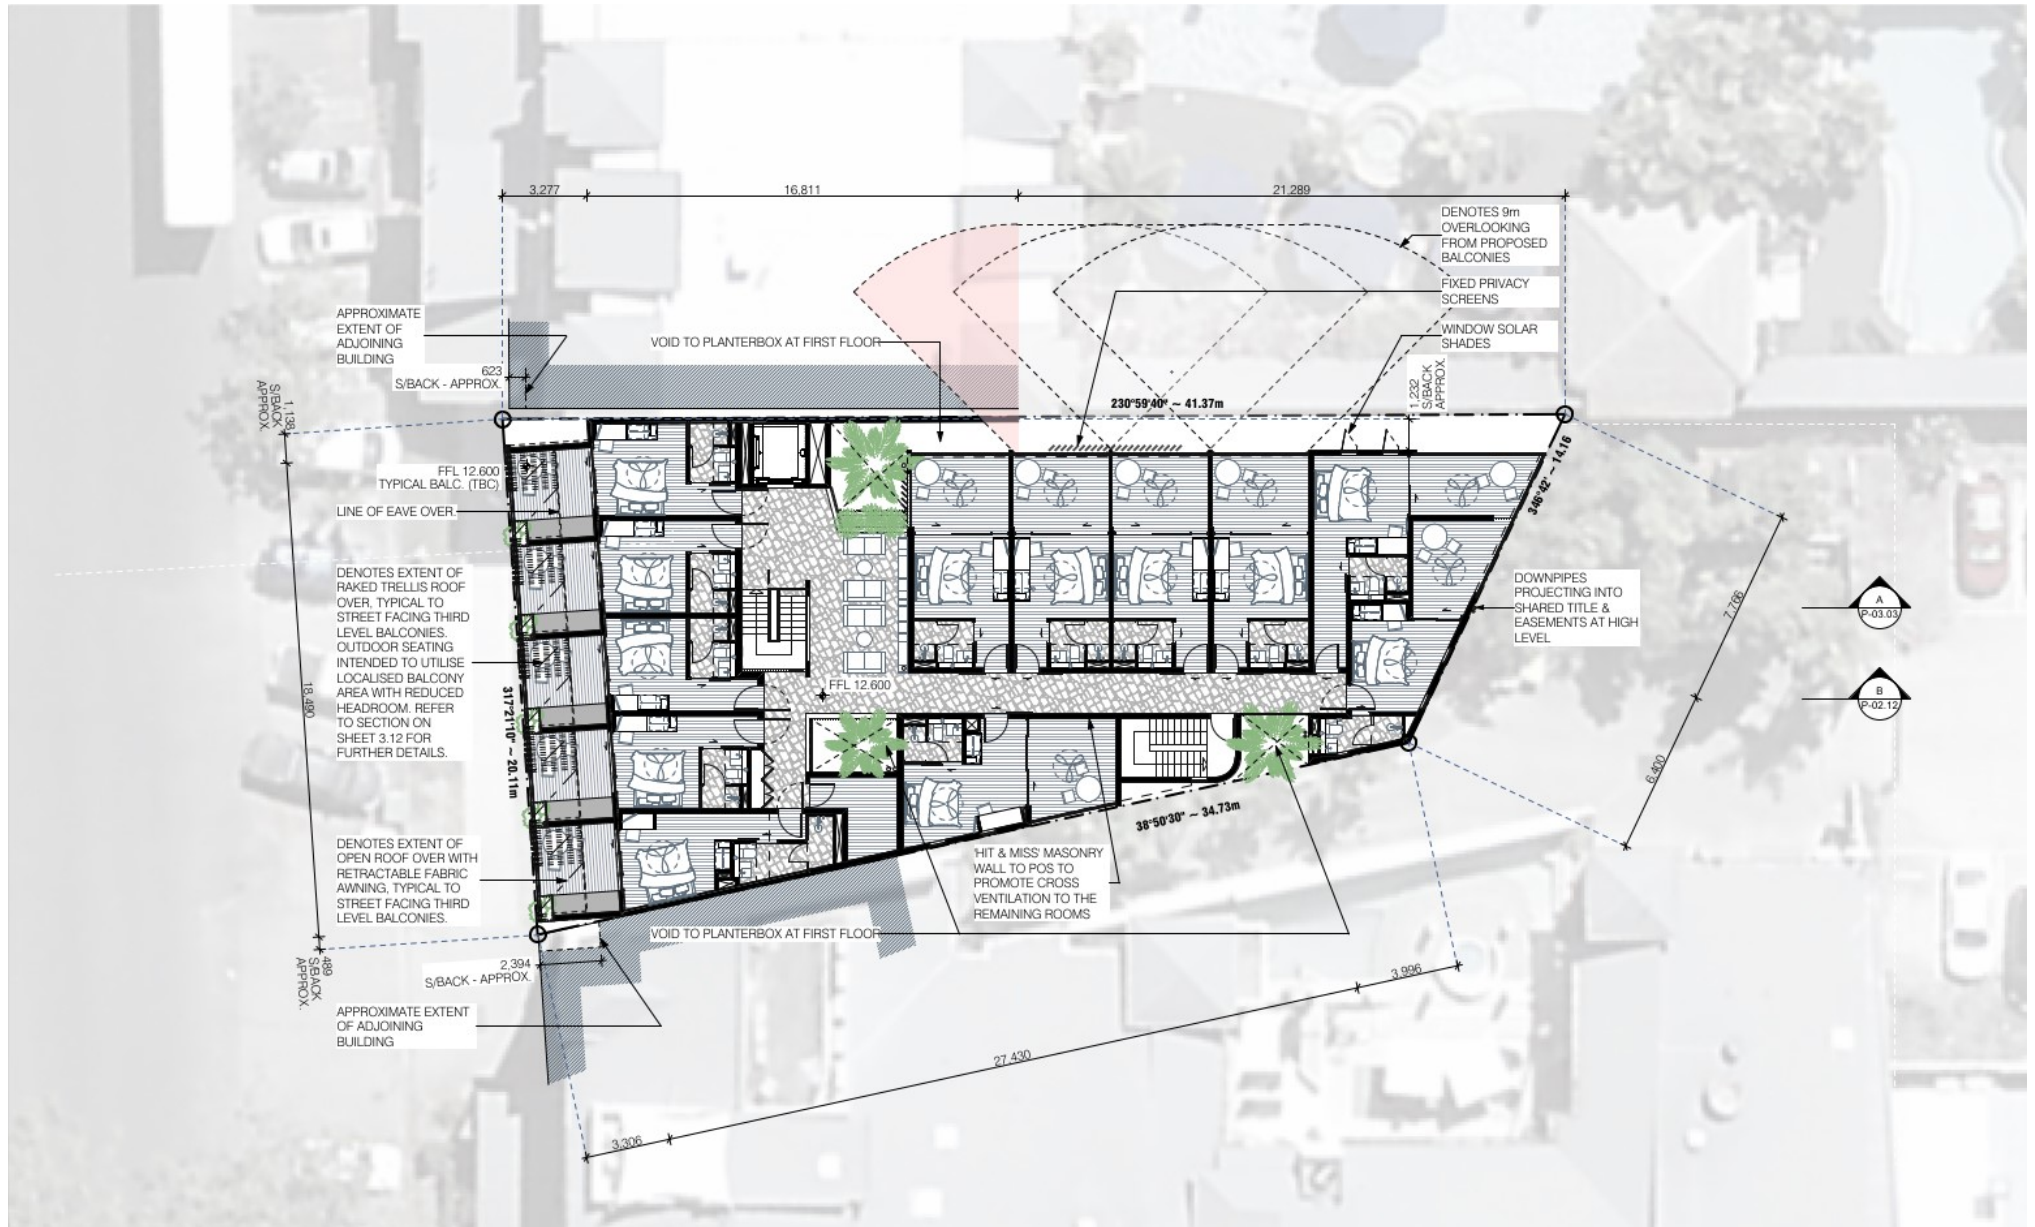 3,277
16,811
21,289
DENOTES 9m
OVERLOOKING
FROM PROPOSED
BALCONIES
FIXED PRIVACY
SCREENS
WINDOW SOLAR
SHADES
APPROXIMATE
EXTENT OF
ADJOINING
BUILDING
VOID TO PLANTERBOX AT FIRST FLOOR
623
S/BACK - APPROX.
1,138
S/BACK
APPROX.
1,232
S/BACK
APPROX.
230°59'40" ~ 41.37m
346°42' ~ 14.16
FFL 12.600
TYPICAL BALC. (TBC)
LINE OF EAVE OVER
DENOTES EXTENT OF
RAKED TRELLIS ROOF
OVER, TYPICAL TO
STREET FACING THIRD
LEVEL BALCONIES.
OUTDOOR SEATING
INTENDED TO UTILISE
LOCALISED BALCONY
AREA WITH REDUCED
HEADROOM. REFER
TO SECTION ON
SHEET 3.12 FOR
FURTHER DETAILS.
18,490
317°21'10" ~ 20.11m
FFL 12.600
DOWNPIPES
PROJECTING INTO
SHARED TITLE &
EASEMENTS AT HIGH
LEVEL
7,766
A
P-03.03
B
P-02.12
6,400
38°50'30" ~ 34.73m
DENOTES EXTENT OF
OPEN ROOF OVER WITH
RETRACTABLE FABRIC
AWNING, TYPICAL TO
STREET FACING THIRD
LEVEL BALCONIES.
'HIT & MISS' MASONRY
WALL TO POS TO
PROMOTE CROSS
VENTILATION TO THE
REMAINING ROOMS
VOID TO PLANTERBOX AT FIRST FLOOR
489
S/BACK
APPROX.
2,394
S/BACK - APPROX.
APPROXIMATE EXTENT
OF ADJOINING
BUILDING
3,996
27,430
3,306